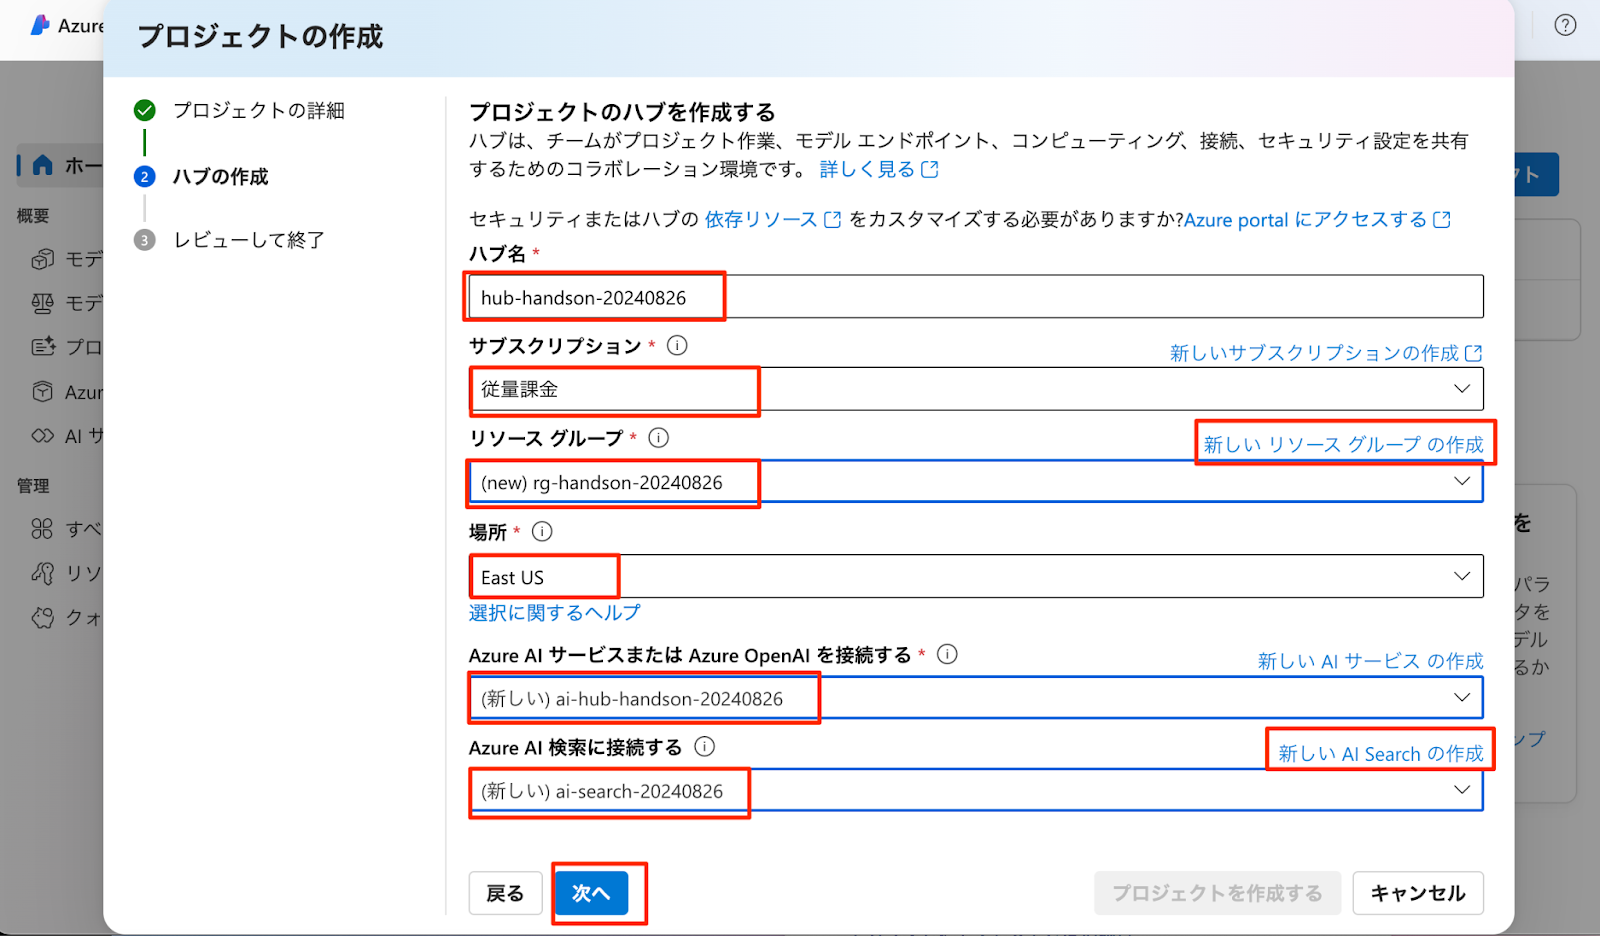 Azure
プロジェクトの作成
プロジェクトの詳細
2 ハブの作成
3 レビューして終了
ホー
概要
モデ
モデ
プロ
Azur
AI サ
管理
すべ
リソ
クォ
プロジェクトのハブを作成する
ハブは、チームがプロジェクト作業、モデル エンドポイント、コンピューティング、接続、セキュリティ設定を共有
するためのコラボレーション環境です。 詳しく見る
セキュリティまたはハブの 依存リソース をカスタマイズする必要がありますか?Azure portal にアクセスする
ハブ名 *
hub-handson-20240826
サブスクリプション *
新しいサブスクリプションの作成
従量課金
リソース グループ *
新しい リソース グループ の作成
(new) rg-handson-20240826
場所 *
East US
選択に関するヘルプ
Azure AI サービスまたは Azure OpenAI を接続する *
新しい AI サービス の作成
(新しい) ai-hub-handson-20240826
Azure AI 検索に接続する
新しい AI Search の作成
(新しい) ai-search-20240826
戻る
次へ
プロジェクトを作成する
キャンセル
クト
を
パラ
タを
デル
るか
ンプ